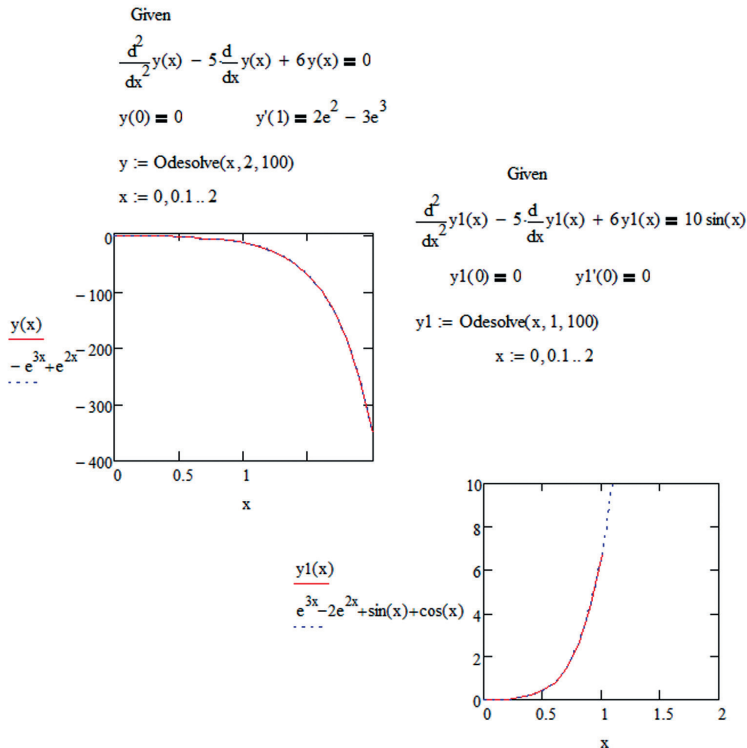 Given
d²/dx² y(x) − 5·d/dx y(x) + 6y(x) = 0
y(0) = 0 y'(1) = 2e² − 3e³
y := Odesolve(x, 2, 100)
x := 0, 0.1 .. 2
0
−100
−200
−300
−400
y(x)
− e^3x+e^2x
0 0.5 1
x
Given
d²/dx² y1(x) − 5·d/dx y1(x) + 6y1(x) = 10 sin(x)
y1(0) = 0 y1'(0) = 0
y1 := Odesolve(x, 1, 100)
x := 0, 0.1 .. 2
10
8
6
4
2
0
y1(x)
e^3x−2e^2x+sin(x)+cos(x)
0 0.5 1 1.5 2
x